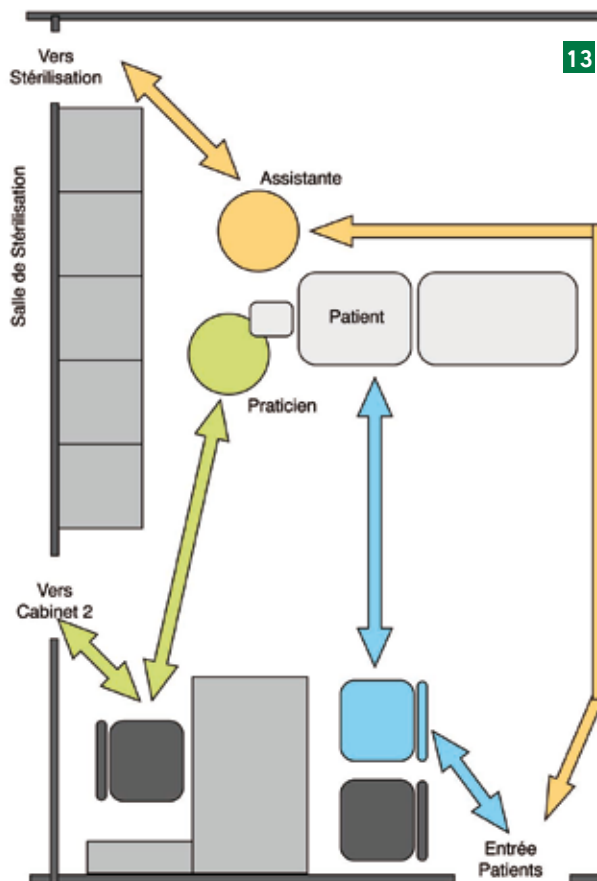 13
Vers
Stérilisation
Assistante
Salle de Stérilisation
Patient
Praticien
Vers
Cabinet 2
Entrée
Patients